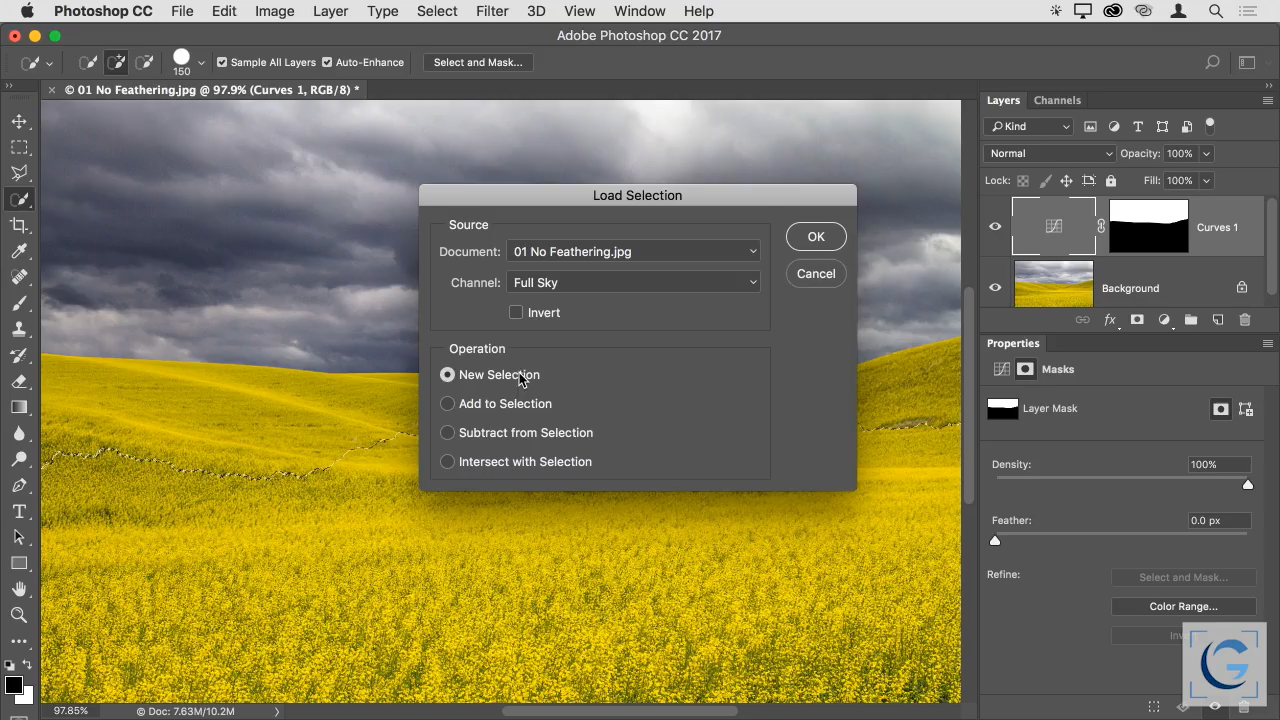 Photoshop CC File Edit Image Layer Type Select Filter 3D View Window Help
Adobe Photoshop CC 2017
150 Sample All Layers Auto-Enhance Select and Mask...
© 01 No Feathering.jpg @ 97.9% (Curves 1, RGB/8) *
Layers Channels
Kind
Normal Opacity: 100%
Lock: Fill: 100%
Curves 1
Background
Load Selection
Source
Document: 01 No Feathering.jpg
Channel: Full Sky
Invert
OK
Cancel
Operation
New Selection
Add to Selection
Subtract from Selection
Intersect with Selection
Properties
Masks
Layer Mask
Density: 100%
Feather: 0.0 px
Refine: Select and Mask...
Color Range...
97.85% © Doc: 7.63M/10.2M